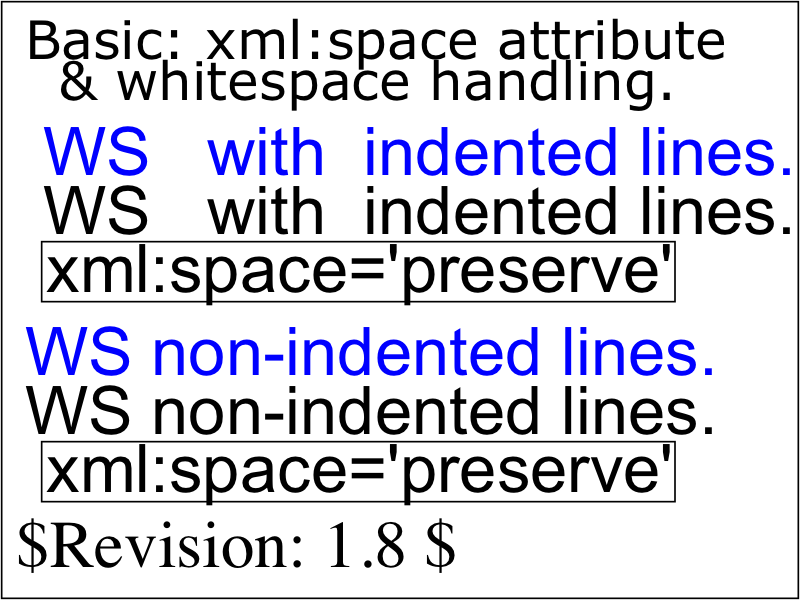 Basic: xml:space attribute
& whitespace handling.
WS   with  indented lines.
WS   with  indented lines.
xml:space='preserve'
WS non-indented lines.
WS non-indented lines.
xml:space='preserve'
$Revision: 1.8 $